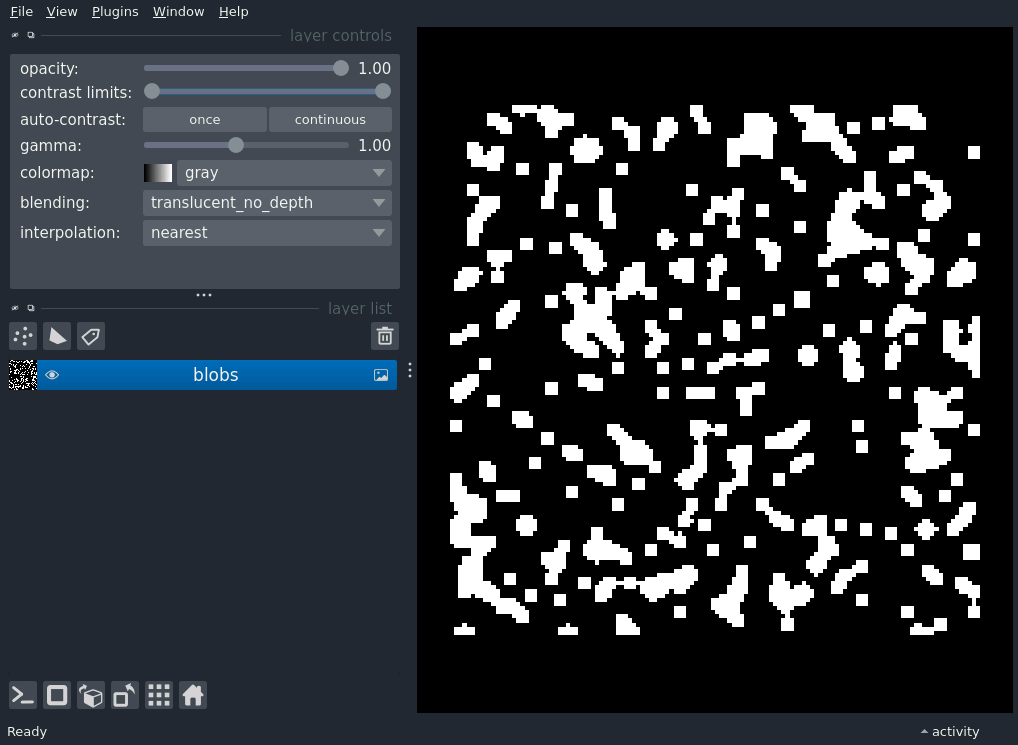 File View Plugins Window Help
layer controls
opacity: 1.00
contrast limits:
auto-contrast: once continuous
gamma: 1.00
colormap: gray
blending: translucent_no_depth
interpolation: nearest
layer list
blobs
Ready activity